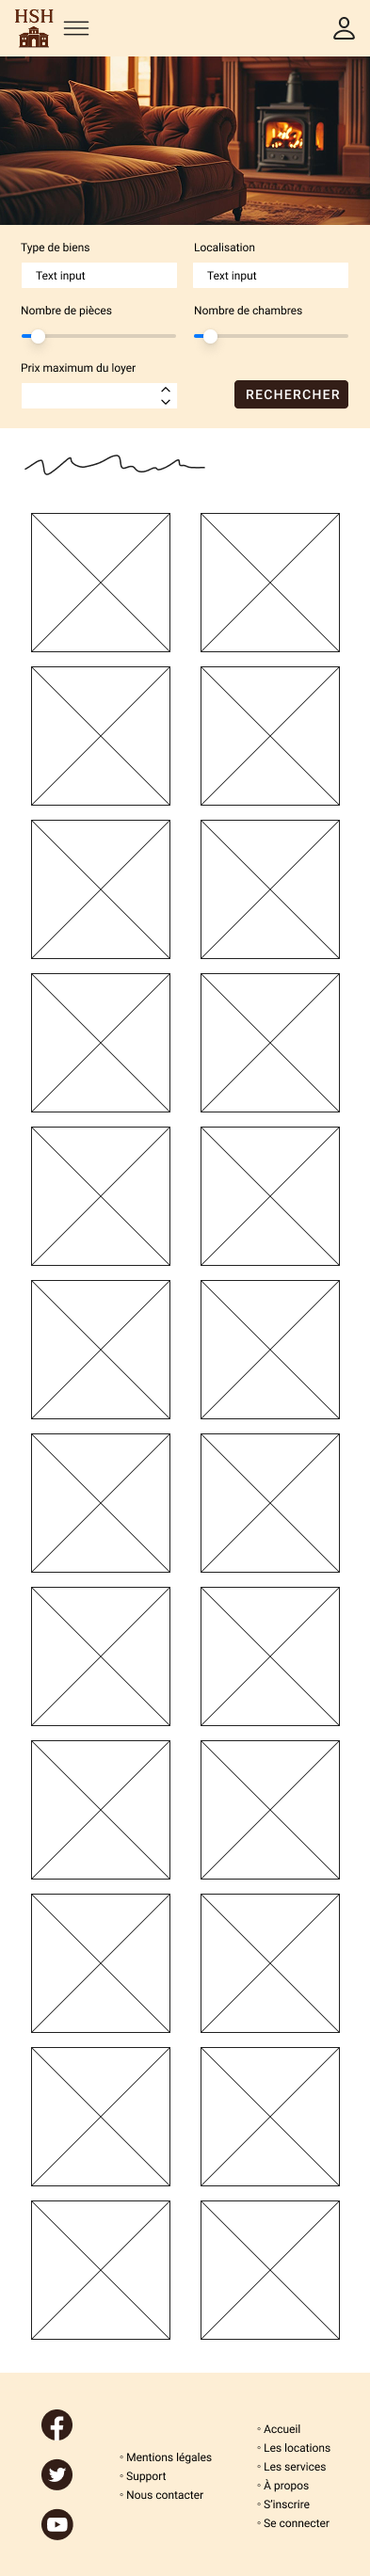 HSH
Type de biens
Localisation
Text input
Text input
Nombre de pièces
Nombre de chambres
Prix maximum du loyer
RECHERCHER
◦ Mentions légales
◦ Support
◦ Nous contacter
◦ Accueil
◦ Les locations
◦ Les services
◦ À propos
◦ S'inscrire
◦ Se connecter